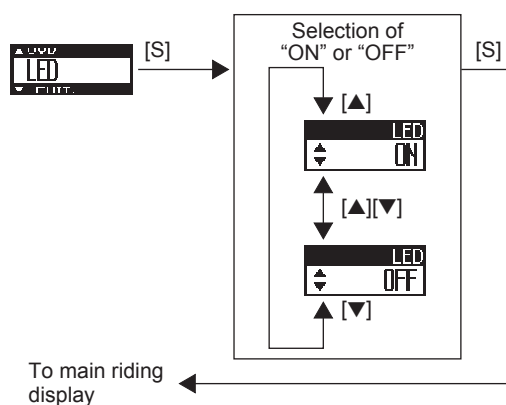 Selection of
“ON” or “OFF”
[S]
[S]
LED
[▲]
LED
ON
[▲][▼]
LED
OFF
[▼]
To main riding
display